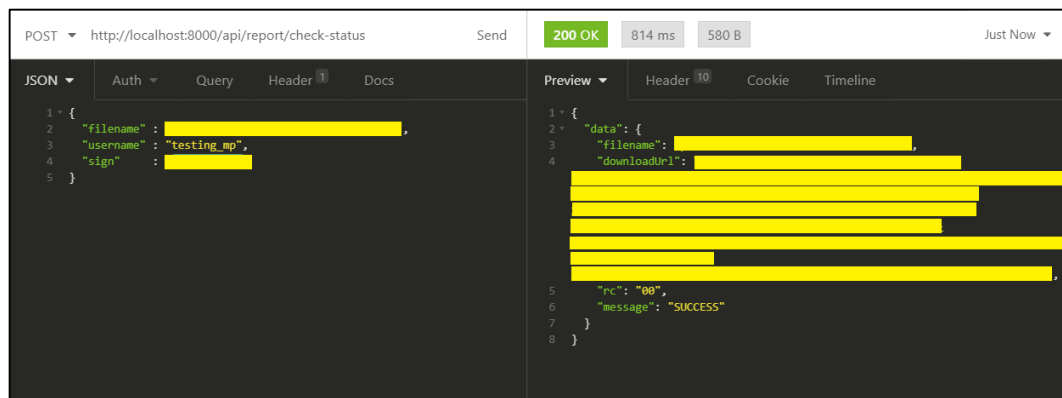 POST http://localhost:8000/api/report/check-status Send 200 OK 814 ms 580 B Just Now
JSON Auth Query Header 1 Docs
1 {
2 "filename" : ,
3 "username" : "testing_mp",
4 "sign" :
5 }
Preview Header 10 Cookie Timeline
1 {
2 "data": {
3 "filename": ,
4 "downloadUrl":
,
5 "rc": "00",
6 "message": "SUCCESS"
7 }
8 }